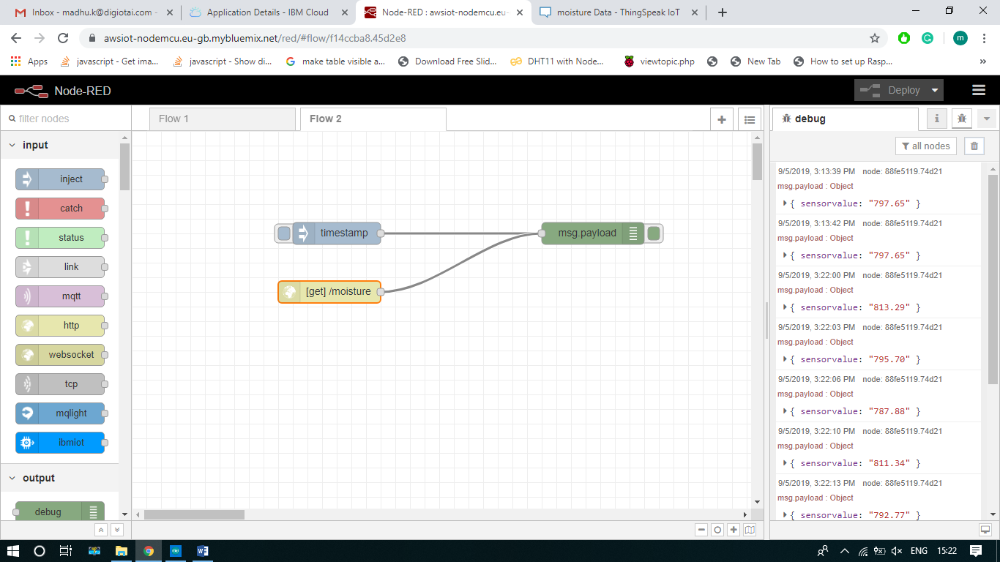 Inbox - madhu.k@digiotai.com - Application Details - IBM Cloud Node-RED : awsiot-nodemcu.eu- moisture Data - ThingSpeak IoT
awsiot-nodemcu.eu-gb.mybluemix.net/red/#flow/f14ccba8.45d2e8
m
Apps javascript - Get ima... javascript - Show di... make table visible a... Download Free Slid... DHT11 with Node... viewtopic.php New Tab How to set up Rasp... »
Node-RED
Deploy
filter nodes
Flow 1 Flow 2
debug
i
all nodes
input
inject
catch
status
link
mqtt
http
websocket
tcp
mqlight
ibmiot
output
debug
timestamp
msg.payload
[get] /moisture
9/5/2019, 3:13:39 PM node: 88fe5119.74d21
msg.payload : Object
{ sensorvalue: "797.65" }
9/5/2019, 3:13:42 PM node: 88fe5119.74d21
msg.payload : Object
{ sensorvalue: "797.65" }
9/5/2019, 3:22:00 PM node: 88fe5119.74d21
msg.payload : Object
{ sensorvalue: "813.29" }
9/5/2019, 3:22:03 PM node: 88fe5119.74d21
msg.payload : Object
{ sensorvalue: "795.70" }
9/5/2019, 3:22:06 PM node: 88fe5119.74d21
msg.payload : Object
{ sensorvalue: "787.88" }
9/5/2019, 3:22:10 PM node: 88fe5119.74d21
msg.payload : Object
{ sensorvalue: "811.34" }
9/5/2019, 3:22:13 PM node: 88fe5119.74d21
msg.payload : Object
{ sensorvalue: "792.77" }
ENG 15:22